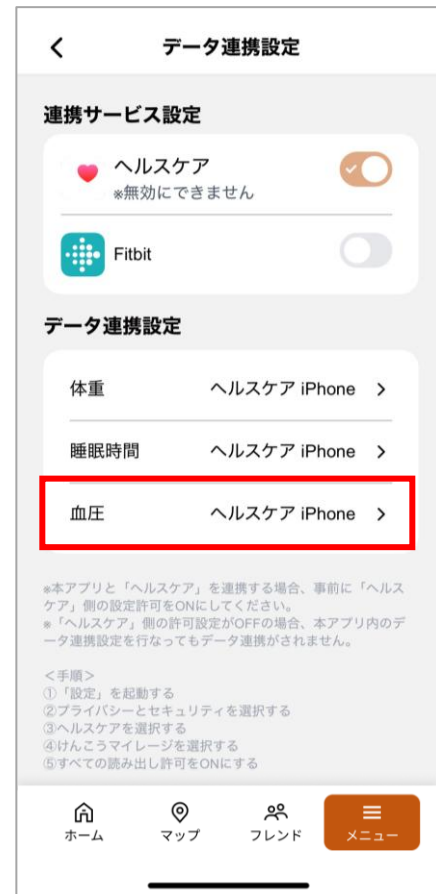 データ連携設定
連携サービス設定
ヘルスケア
※無効にできません
Fitbit
データ連携設定
体重 ヘルスケア iPhone
睡眠時間 ヘルスケア iPhone
血圧 ヘルスケア iPhone
※本アプリと「ヘルスケア」を連携する場合、事前に「ヘルス
ケア」側の設定許可をONにしてください。
※「ヘルスケア」側の許可設定がOFFの場合、本アプリ内のデ
ータ連携設定を行なってもデータ連携がされません。
＜手順＞
①「設定」を起動する
②プライバシーとセキュリティを選択する
③ヘルスケアを選択する
④けんこうマイレージを選択する
⑤すべての読み出し許可をONにする
ホーム マップ フレンド メニュー